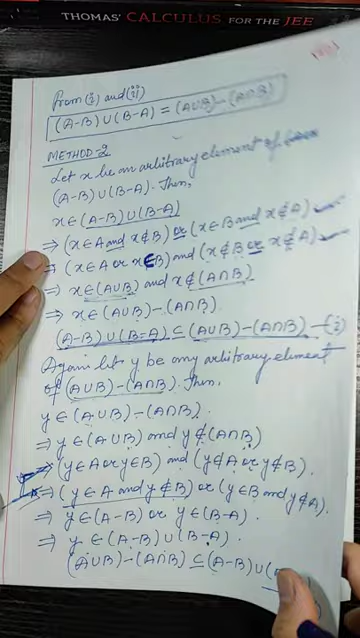 THOMAS' CALCULUS FOR THE JEE
From (i) and (ii)
(A-B)∪(B-A) = (A∪B)-(A∩B)
METHOD-2
Let x be an arbitrary element of
(A-B)∪(B-A). Then,
x∈(A-B)∪(B-A)
⇒ (x∈A and x∉B) or (x∈B and x∉A)
⇒ (x∈A or x∈B) and (x∉B or x∉A)
⇒ x∈(A∪B) and x∉(A∩B)
⇒ x∈(A∪B)-(A∩B)
(A-B)∪(B-A)⊆(A∪B)-(A∩B) -(i)
Again let y be any arbitrary element
of (A∪B)-(A∩B). Then,
y∈(A∪B)-(A∩B).
⇒ y∈(A∪B) and y∉(A∩B)
⇒ (y∈A or y∈B) and (y∉A or y∉B).
⇒ (y∈A and y∉B) or (y∈B and y∉A).
⇒ y∈(A-B) or y∈(B-A).
⇒ y∈(A-B)∪(B-A).
(A∪B)-(A∩B)⊆(A-B)∪(